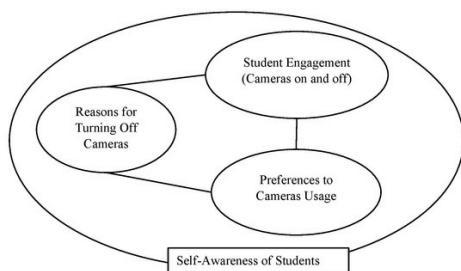 Student Engagement
(Cameras on and off)
Reasons for
Turning Off
Cameras
Preferences to
Cameras Usage
Self-Awareness of Students